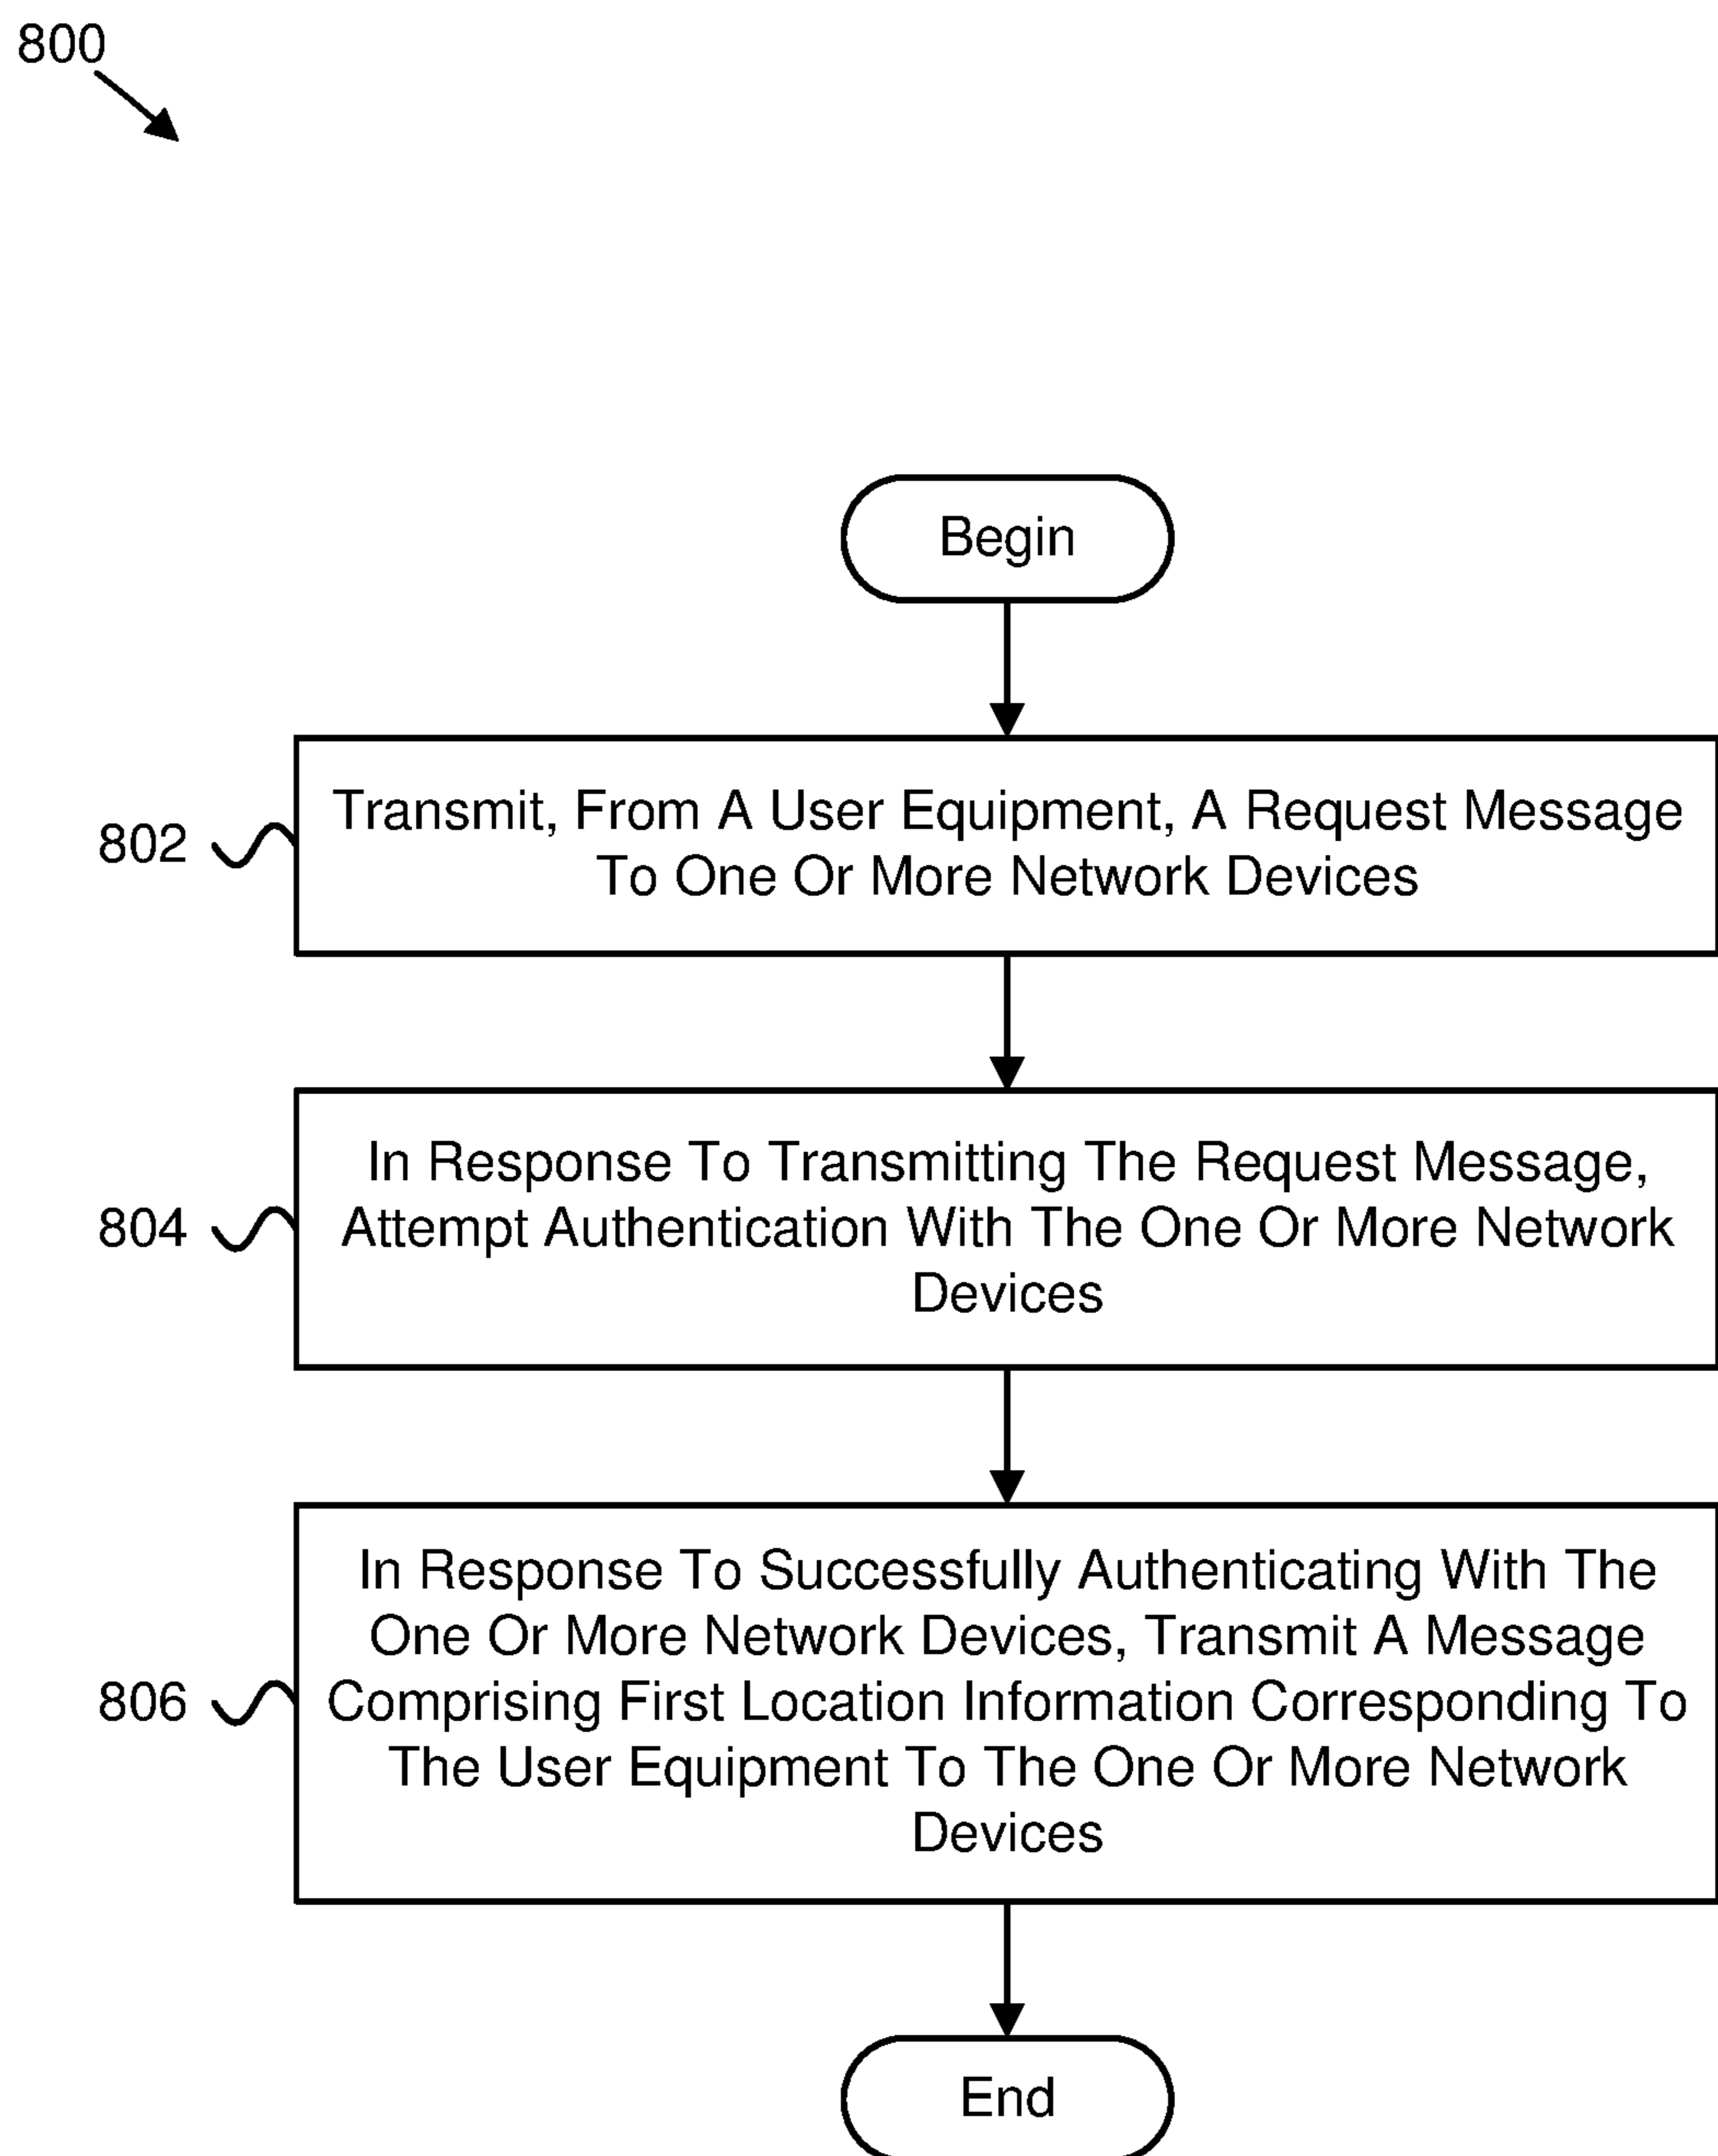 800
Begin
802
Transmit, From A User Equipment, A Request Message
To One Or More Network Devices
804
In Response To Transmitting The Request Message,
Attempt Authentication With The One Or More Network
Devices
806
In Response To Successfully Authenticating With The
One Or More Network Devices, Transmit A Message
Comprising First Location Information Corresponding To
The User Equipment To The One Or More Network
Devices
End